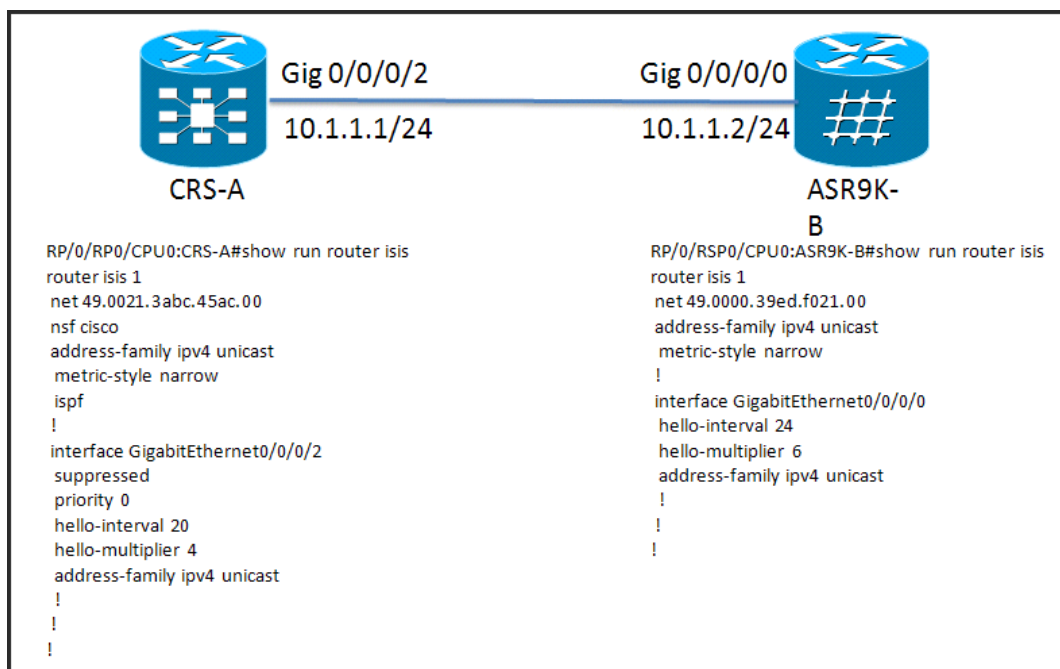 Gig 0/0/0/2
Gig 0/0/0/0
10.1.1.1/24
10.1.1.2/24
CRS-A
ASR9K-
B
RP/0/RP0/CPU0:CRS-A#show run router isis
router isis 1
net 49.0021.3abc.45ac.00
nsf cisco
address-family ipv4 unicast
metric-style narrow
ispf
!
interface GigabitEthernet0/0/0/2
suppressed
priority 0
hello-interval 20
hello-multiplier 4
address-family ipv4 unicast
!
!
!
RP/0/RSP0/CPU0:ASR9K-B#show run router isis
router isis 1
net 49.0000.39ed.f021.00
address-family ipv4 unicast
metric-style narrow
!
interface GigabitEthernet0/0/0/0
hello-interval 24
hello-multiplier 6
address-family ipv4 unicast
!
!
!